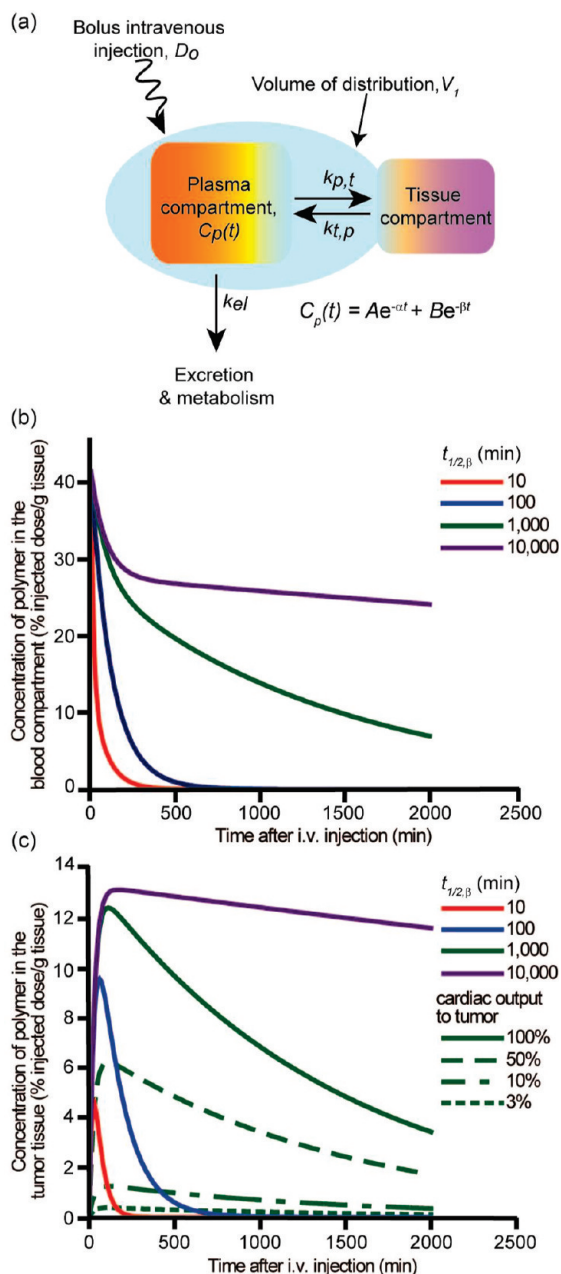 (a)
Bolus intravenous
injection, Do
Volume of distribution, V1
Plasma
compartment,
Cp(t)
kp,t
kt,p
Tissue
compartment
kel
Cp(t) = Ae-αt + Be-βt
Excretion
& metabolism
(b)
Concentration of polymer in the
blood compartment (% injected dose/g tissue)
40
30
20
10
0
0 500 1000 1500 2000 2500
Time after i.v. injection (min)
t1/2,β (min)
10
100
1,000
10,000
(c)
Concentration of polymer in the
tumor tissue (% injected dose/g tissue)
14
12
10
8
6
4
2
0
0 500 1000 1500 2000 2500
Time after i.v. injection (min)
t1/2,β (min)
10
100
1,000
10,000
cardiac output
to tumor
100%
50%
10%
3%